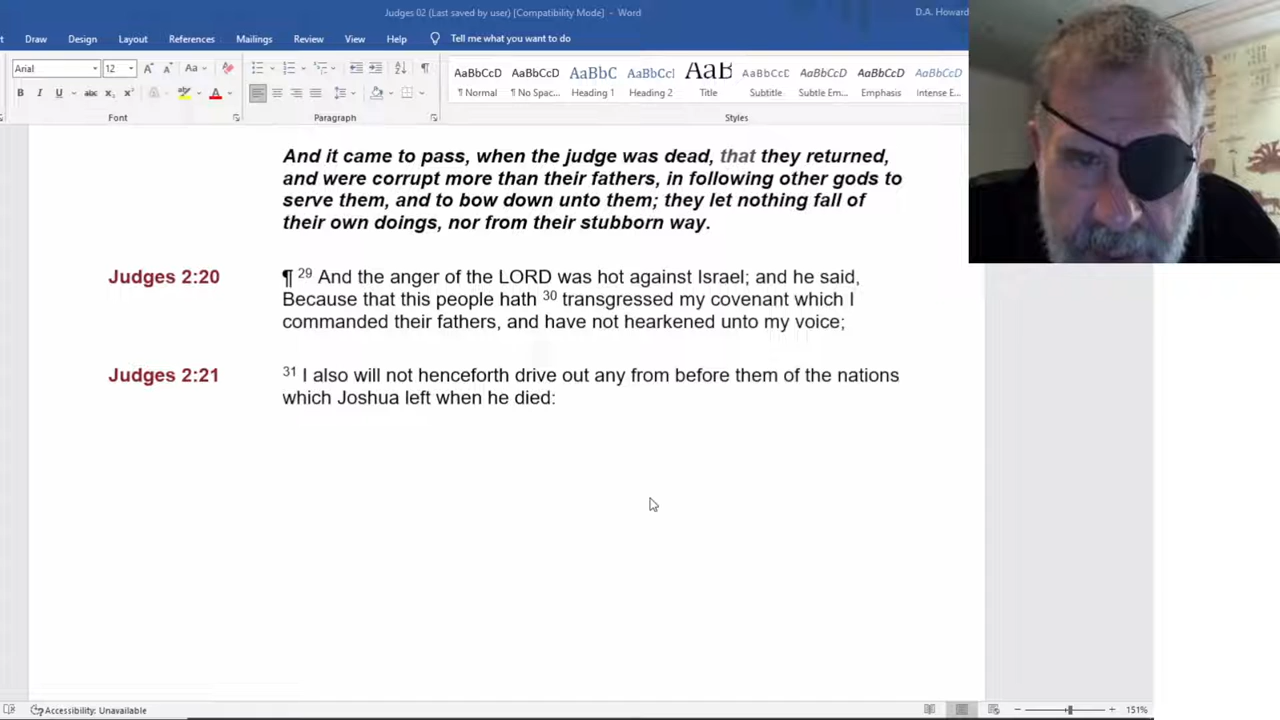 Judges 02 (Last saved by user) [Compatibility Mode] - Word
D.A. Howard
Draw Design Layout References Mailings Review View Help Tell me what you want to do
Arial 12 Aa
AaBbCcD AaBbCcD AaBbC AaBbCcI AaB AaBbCcD AaBbCcD AaBbCcD AaBbCcD
B I U abc x₂ x² A A
¶ Normal ¶ No Spac... Heading 1 Heading 2 Title Subtitle Subtle Em... Emphasis Intense E...
Font Paragraph Styles
And it came to pass, when the judge was dead, that they returned,
and were corrupt more than their fathers, in following other gods to
serve them, and to bow down unto them; they let nothing fall of
their own doings, nor from their stubborn way.
Judges 2:20 ¶ 29 And the anger of the LORD was hot against Israel; and he said,
Because that this people hath 30 transgressed my covenant which I
commanded their fathers, and have not hearkened unto my voice;
Judges 2:21 31 I also will not henceforth drive out any from before them of the nations
which Joshua left when he died:
Accessibility: Unavailable
151%